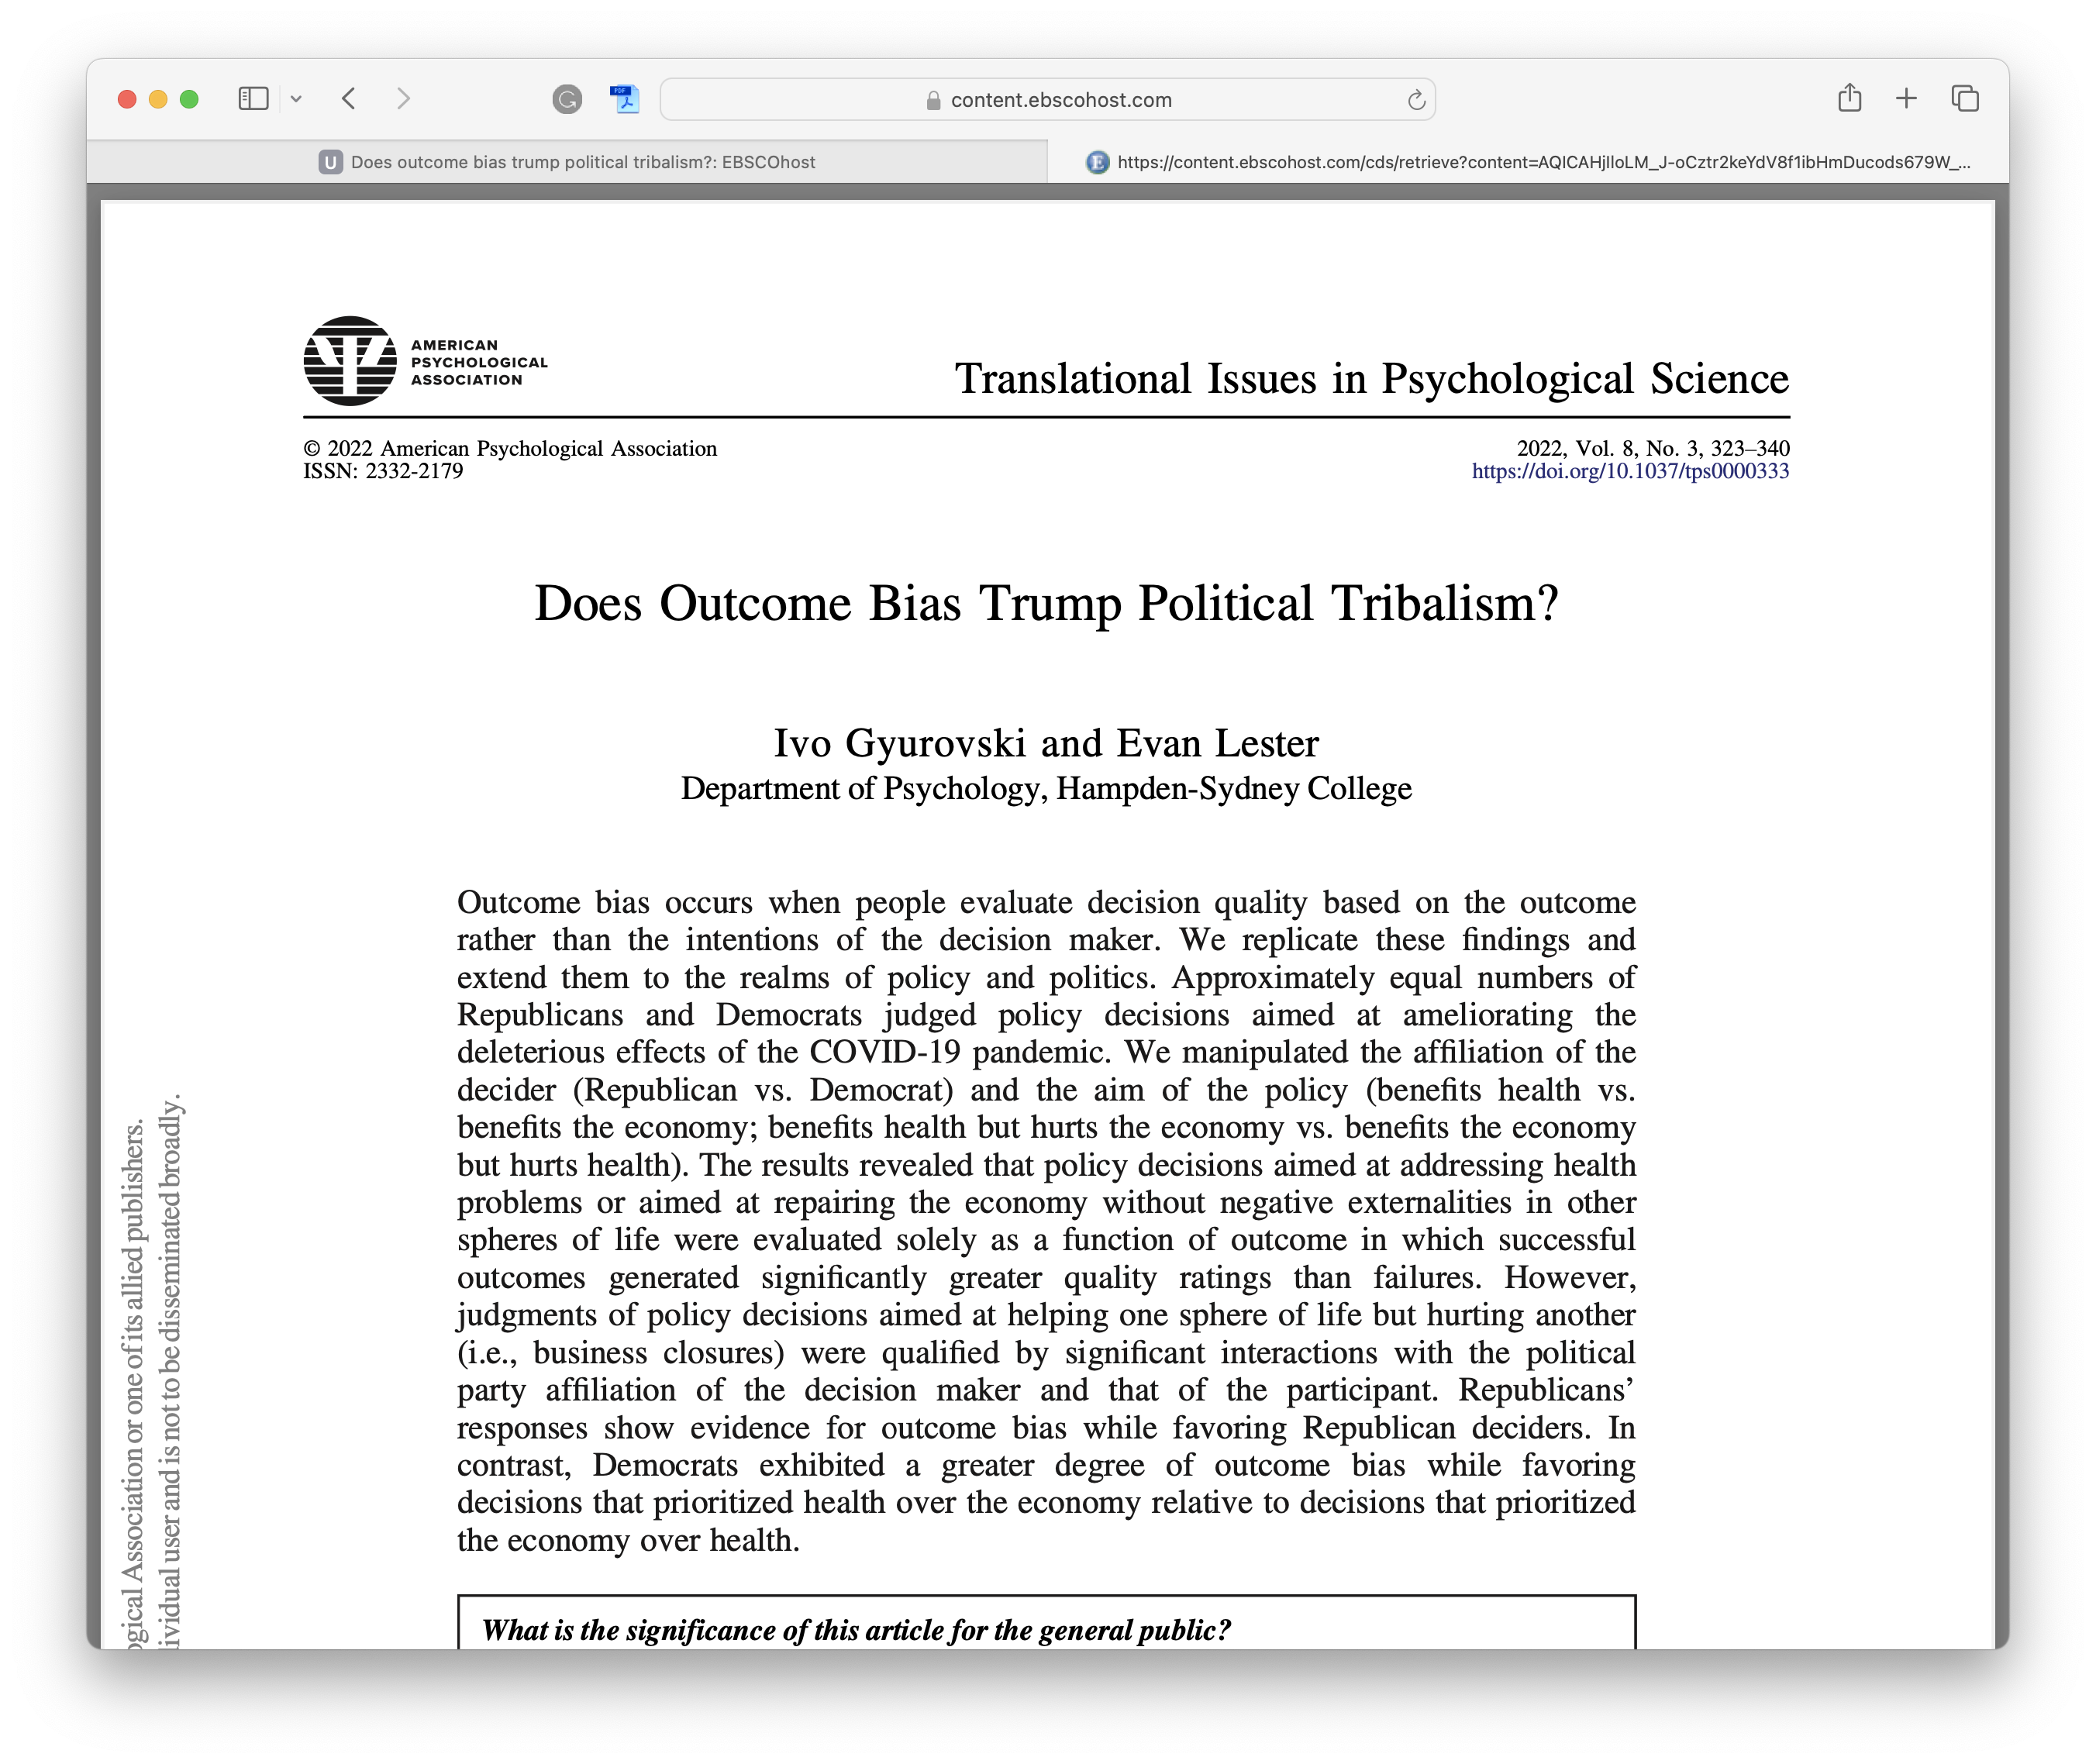 content.ebscohost.com
U Does outcome bias trump political tribalism?: EBSCOhost
E https://content.ebscohost.com/cds/retrieve?content=AQICAHjIloLM_J-oCztr2keYdV8f1ibHmDucods679W_...
AMERICAN
PSYCHOLOGICAL
ASSOCIATION
Translational Issues in Psychological Science
© 2022 American Psychological Association
ISSN: 2332-2179
2022, Vol. 8, No. 3, 323–340
https://doi.org/10.1037/tps0000333
Does Outcome Bias Trump Political Tribalism?
Ivo Gyurovski and Evan Lester
Department of Psychology, Hampden-Sydney College
Outcome bias occurs when people evaluate decision quality based on the outcome
rather than the intentions of the decision maker. We replicate these findings and
extend them to the realms of policy and politics. Approximately equal numbers of
Republicans and Democrats judged policy decisions aimed at ameliorating the
deleterious effects of the COVID-19 pandemic. We manipulated the affiliation of the
decider (Republican vs. Democrat) and the aim of the policy (benefits health vs.
benefits the economy; benefits health but hurts the economy vs. benefits the economy
but hurts health). The results revealed that policy decisions aimed at addressing health
problems or aimed at repairing the economy without negative externalities in other
spheres of life were evaluated solely as a function of outcome in which successful
outcomes generated significantly greater quality ratings than failures. However,
judgments of policy decisions aimed at helping one sphere of life but hurting another
(i.e., business closures) were qualified by significant interactions with the political
party affiliation of the decision maker and that of the participant. Republicans’
responses show evidence for outcome bias while favoring Republican deciders. In
contrast, Democrats exhibited a greater degree of outcome bias while favoring
decisions that prioritized health over the economy relative to decisions that prioritized
the economy over health.
What is the significance of this article for the general public?
ogical Association or one of its allied publishers.
ividual user and is not to be disseminated broadly.